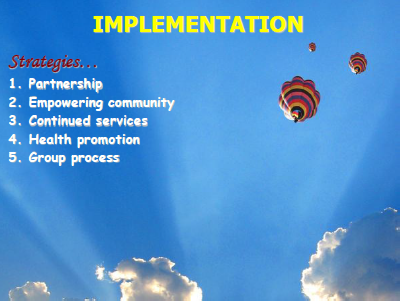 IMPLEMENTATION
Strategies...
1. Partnership
2. Empowering community
3. Continued services
4. Health promotion
5. Group process